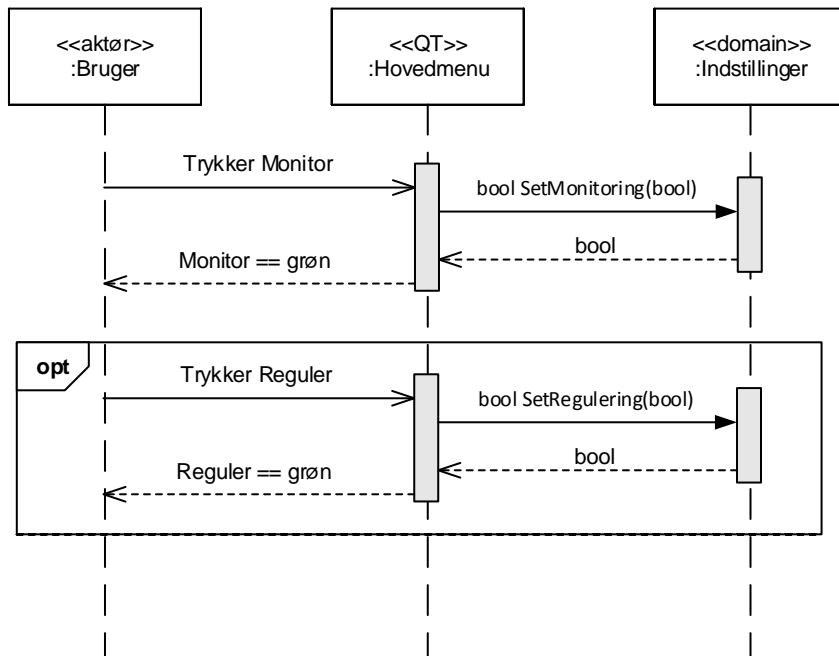 <<aktør>>
:Bruger
<<QT>>
:Hovedmenu
<<domain>>
:Indstillinger
Trykker Monitor
bool SetMonitoring(bool)
bool
Monitor == grøn
opt
Trykker Reguler
bool SetRegulering(bool)
bool
Reguler == grøn